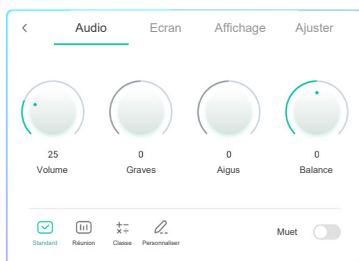 Audio Ecran Affichage Ajuster
25 0 0 0
Volume Graves Aigus Balance
Standard Réunion Classe Personnaliser Muet